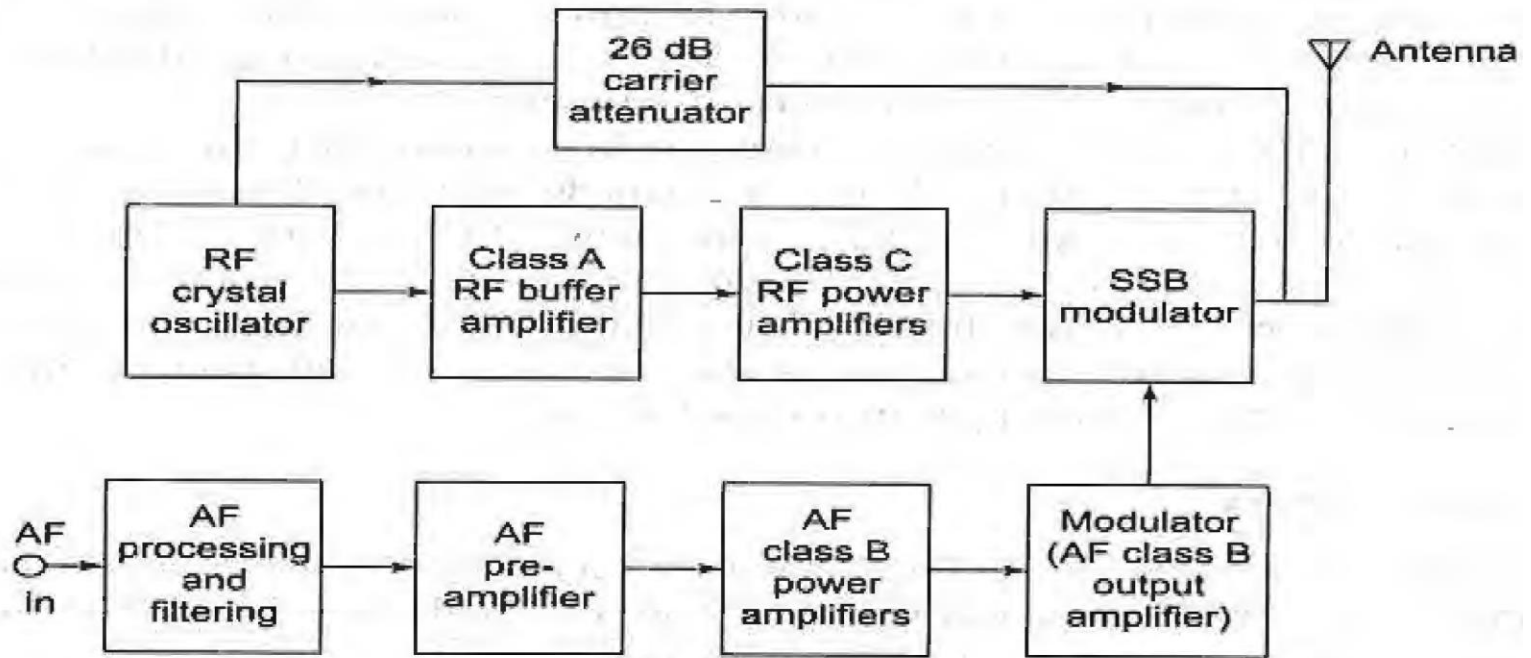 26 dB
carrier
attenuator
Antenna
RF
crystal
oscillator
Class A
RF buffer
amplifier
Class C
RF power
amplifiers
SSB
modulator
AF
In
AF
processing
and
filtering
AF
pre-
amplifier
AF
class B
power
amplifiers
Modulator
(AF class B
output
amplifier)